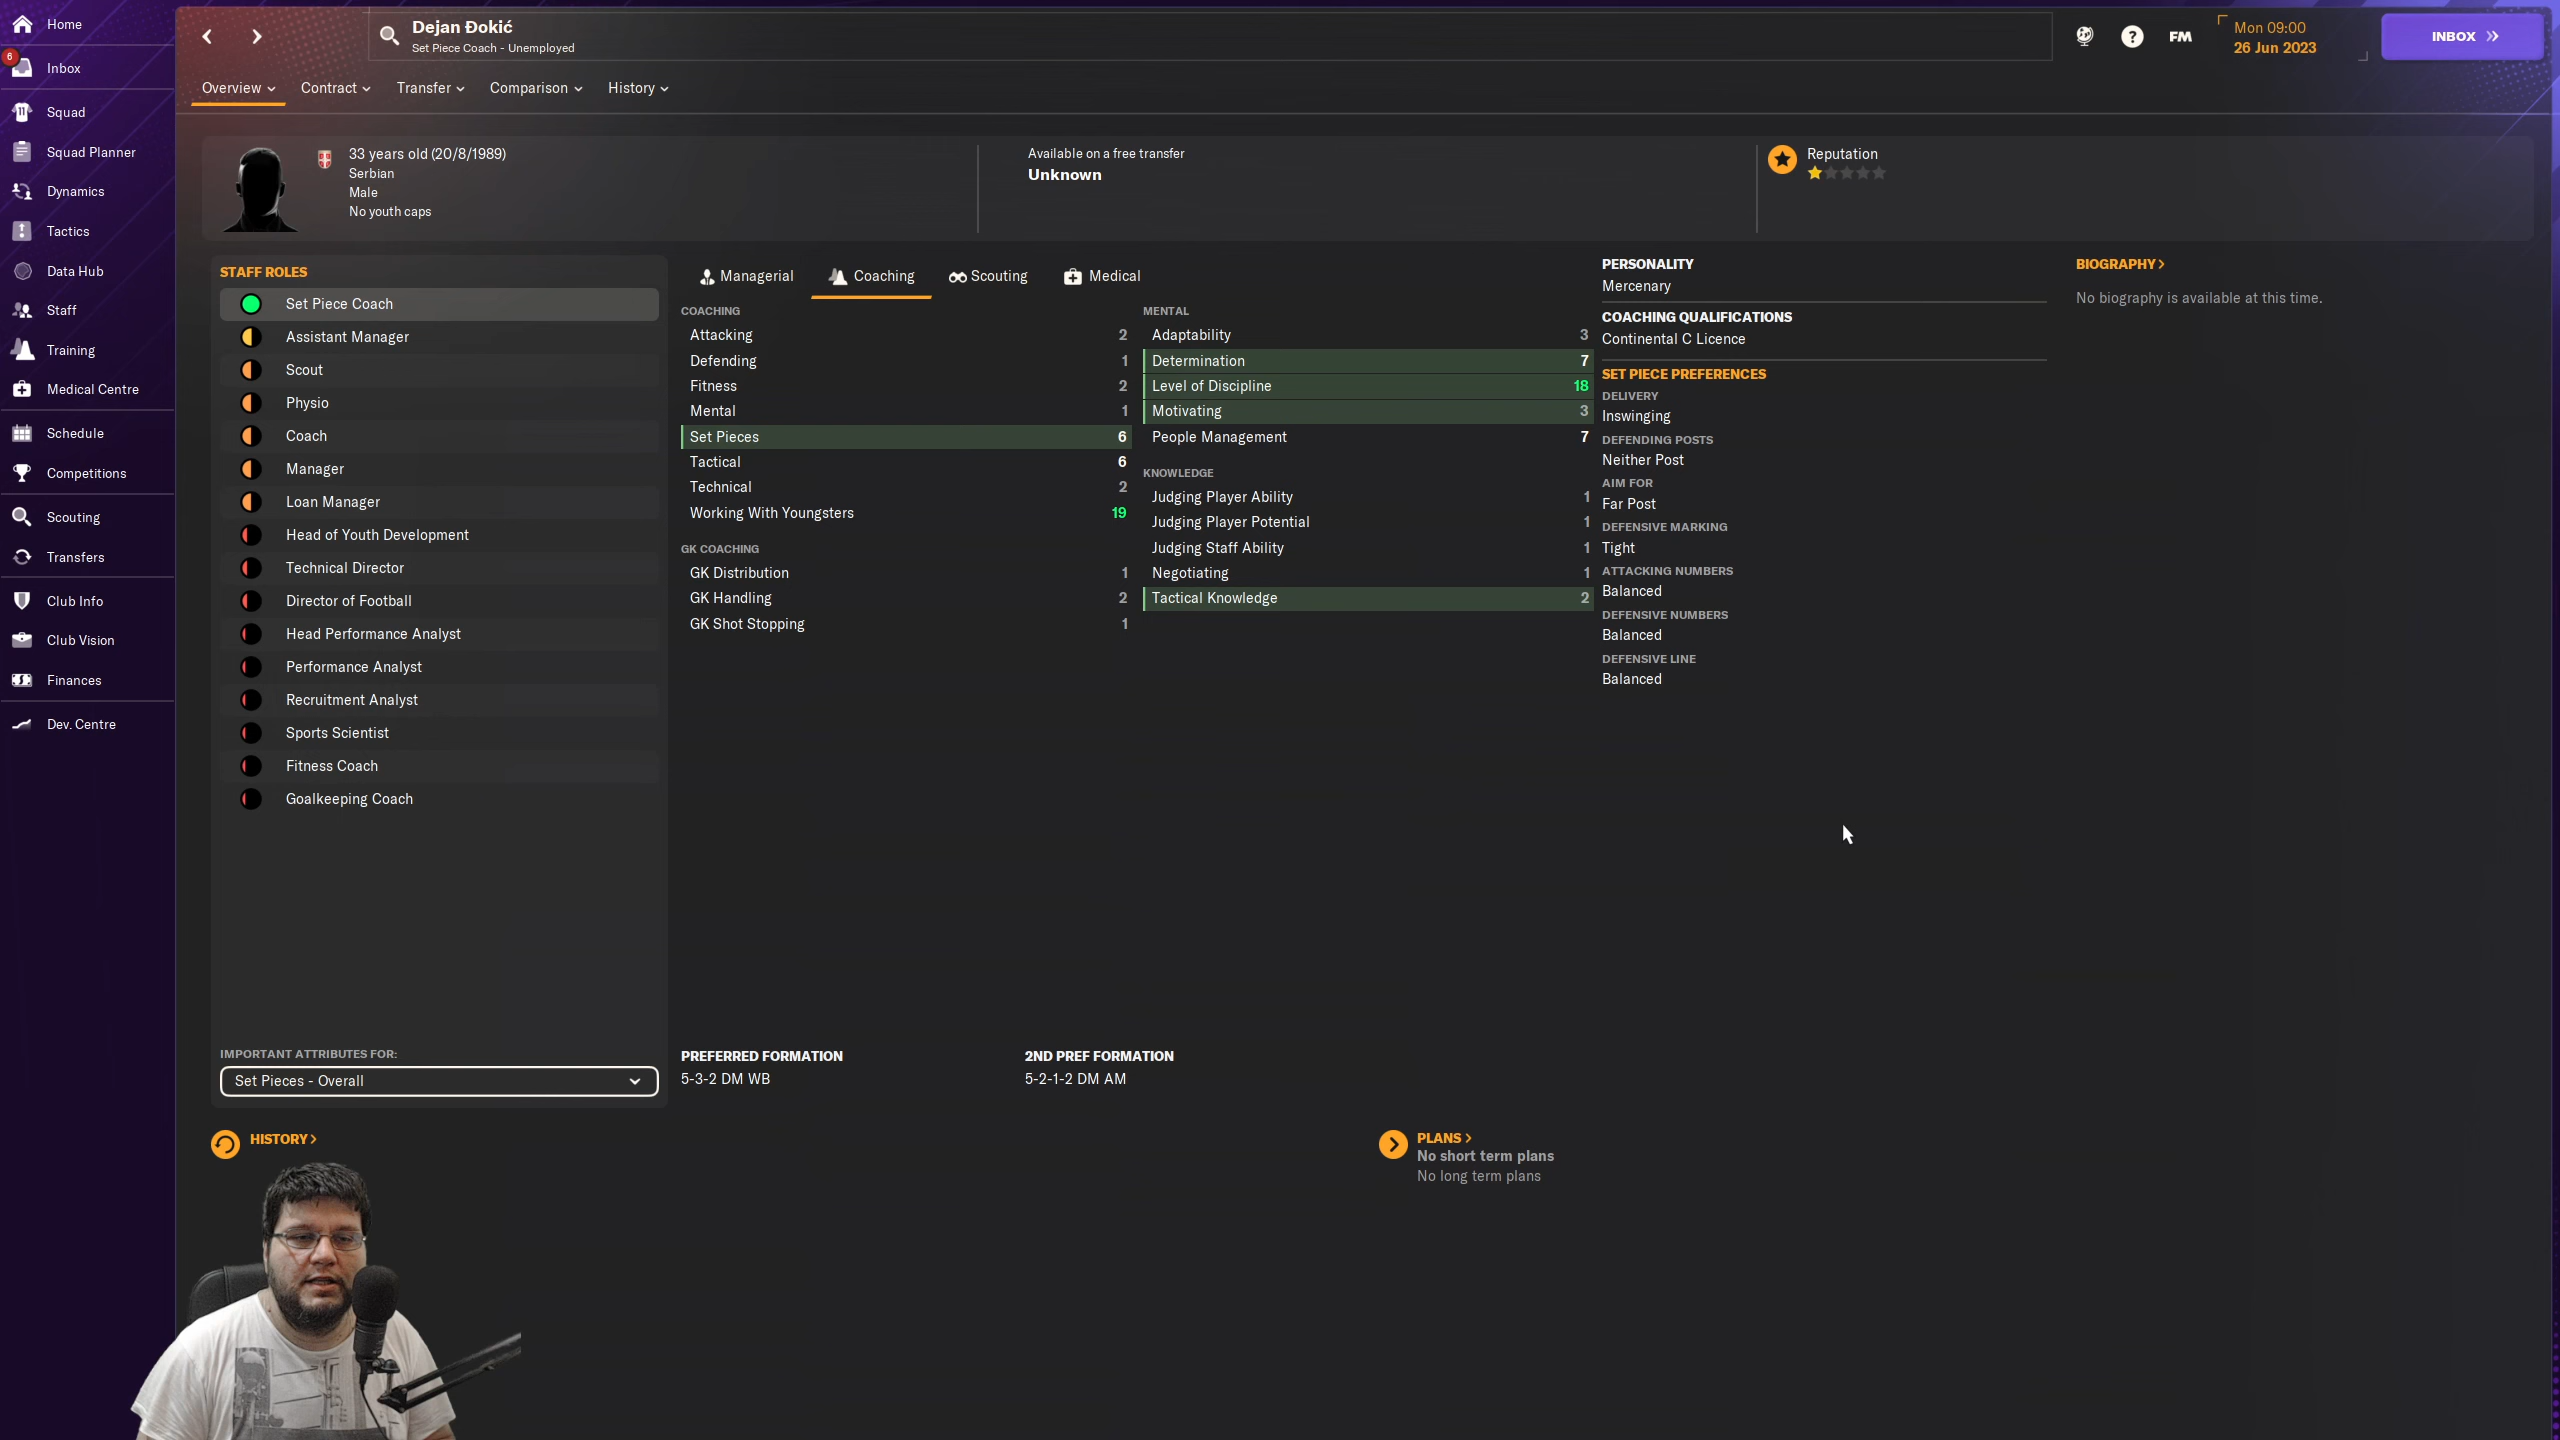 Home
6
Inbox
Squad
Squad Planner
Dynamics
Tactics
Data Hub
Staff
Training
Medical Centre
Schedule
Competitions
Scouting
Transfers
Club Info
Club Vision
Finances
Dev. Centre
Dejan Đokić
Set Piece Coach - Unemployed
FM
Mon 09:00
26 Jun 2023
INBOX
Overview
Contract
Transfer
Comparison
History
33 years old (20/8/1989)
Serbian
Male
No youth caps
Available on a free transfer
Unknown
Reputation
STAFF ROLES
Set Piece Coach
Assistant Manager
Scout
Physio
Coach
Manager
Loan Manager
Head of Youth Development
Technical Director
Director of Football
Head Performance Analyst
Performance Analyst
Recruitment Analyst
Sports Scientist
Fitness Coach
Goalkeeping Coach
IMPORTANT ATTRIBUTES FOR:
Set Pieces - Overall
Managerial
Coaching
Scouting
Medical
COACHING
Attacking 2
Defending 1
Fitness 2
Mental 1
Set Pieces 6
Tactical 6
Technical 2
Working With Youngsters 19
GK COACHING
GK Distribution 1
GK Handling 2
GK Shot Stopping 1
MENTAL
Adaptability 3
Determination 7
Level of Discipline 18
Motivating 3
People Management 7
KNOWLEDGE
Judging Player Ability 1
Judging Player Potential 1
Judging Staff Ability 1
Negotiating 1
Tactical Knowledge 2
PERSONALITY
Mercenary
COACHING QUALIFICATIONS
Continental C Licence
SET PIECE PREFERENCES
DELIVERY
Inswinging
DEFENDING POSTS
Neither Post
AIM FOR
Far Post
DEFENSIVE MARKING
Tight
ATTACKING NUMBERS
Balanced
DEFENSIVE NUMBERS
Balanced
DEFENSIVE LINE
Balanced
BIOGRAPHY >
No biography is available at this time.
PREFERRED FORMATION
5-3-2 DM WB
2ND PREF FORMATION
5-2-1-2 DM AM
HISTORY >
PLANS >
No short term plans
No long term plans